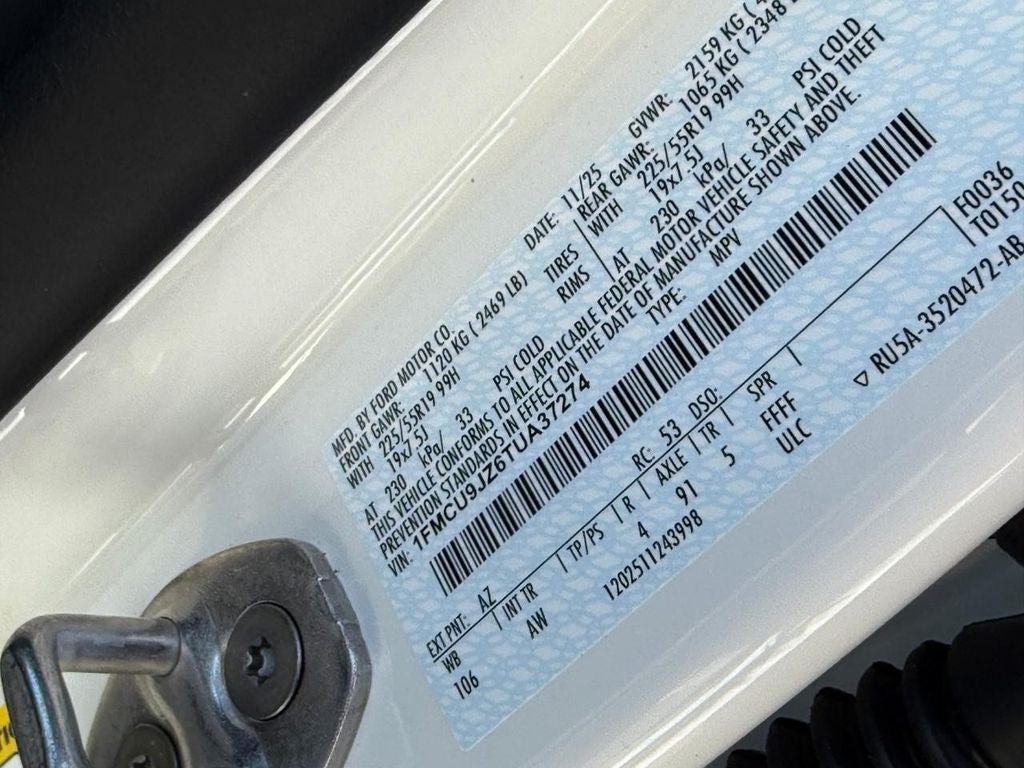 MFD. BY FORD MOTOR CO. DATE: 11/25 GVWR: 2159 KG (
FRONT GAWR: 1120 KG ( 2469 LB) REAR GAWR: 1065 KG ( 2348
WITH 225/55R19 99H TIRES WITH 225/55R19 99H
19x7.5J RIMS 19x7.5J
AT 230 kPa/ 33 PSI COLD AT 230 kPa/ 33 PSI COLD
THIS VEHICLE CONFORMS TO ALL APPLICABLE FEDERAL MOTOR VEHICLE SAFETY AND THEFT
PREVENTION STANDARDS IN EFFECT ON THE DATE OF MANUFACTURE SHOWN ABOVE.
VIN: 1FMCU9JZ6TUA37274 TYPE: MPV
F0036
T0150
EXT PNT: AZ RC: 53 DSO:
WB INT TR TP/PS R AXLE TR SPR
106 AW 4 91 5 FFFF
ULC
1202511243998
RU5A-3520472-AB